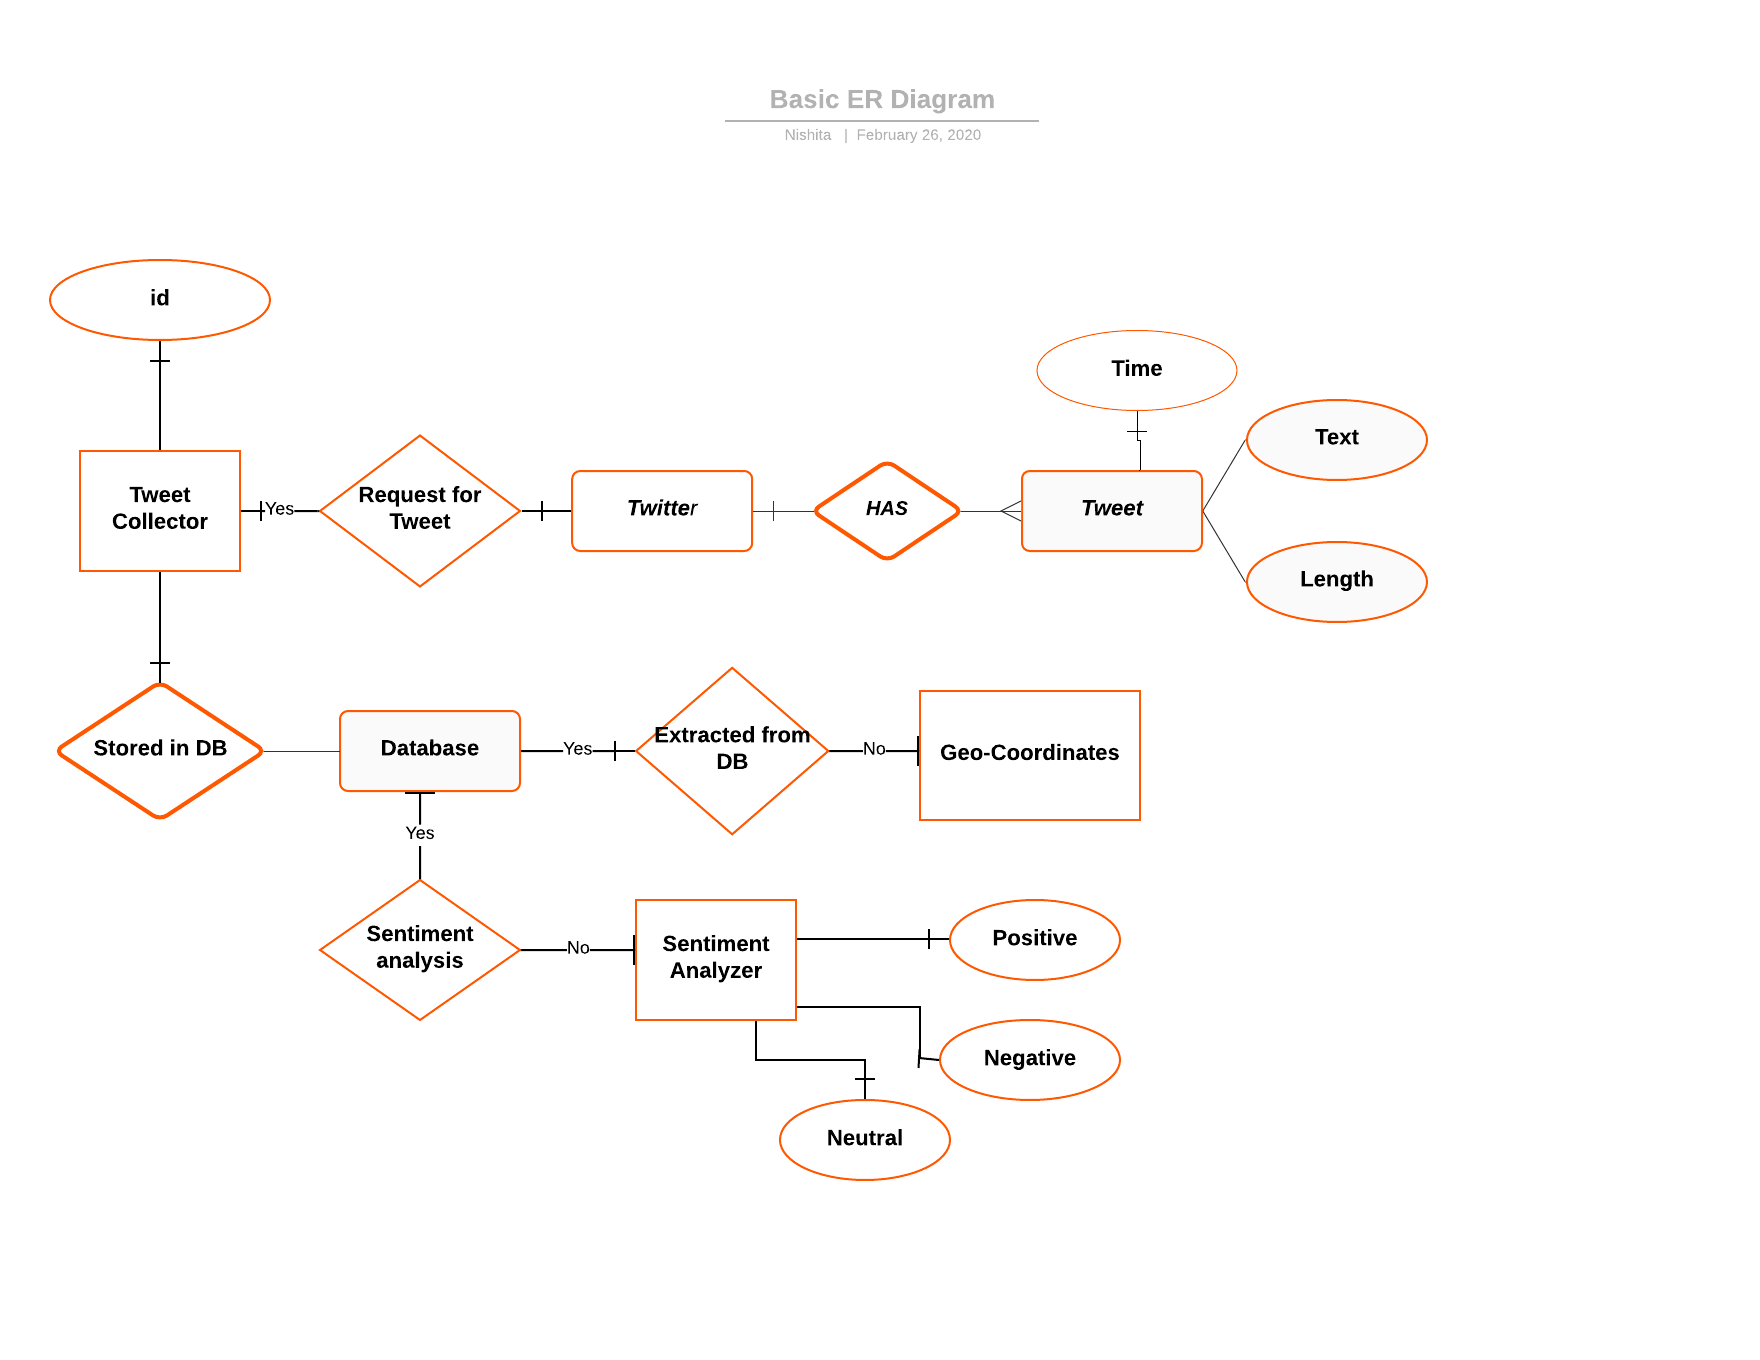 Basic ER Diagram
Nishita | February 26, 2020
id
Time
Text
Tweet
Collector
Yes
Request for
Tweet
Twitter
HAS
Tweet
Length
Stored in DB
Database
Yes
Extracted from
DB
No
Geo-Coordinates
Yes
Sentiment
analysis
No
Sentiment
Analyzer
Positive
Negative
Neutral